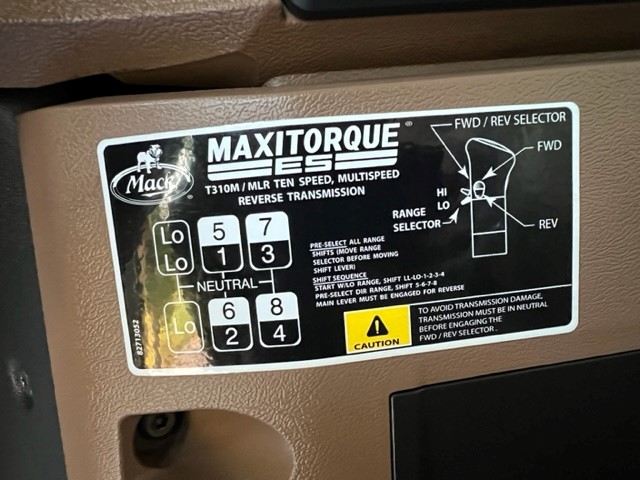 Mack
®
MAXITORQUE®
ES
T310M / MLR TEN SPEED, MULTISPEED
REVERSE TRANSMISSION
FWD / REV SELECTOR
FWD
HI
LO
RANGE
SELECTOR
REV
Lo
Lo
5
1
7
3
NEUTRAL
Lo
6
2
8
4
PRE-SELECT ALL RANGE
SHIFTS (MOVE RANGE
SELECTOR BEFORE MOVING
SHIFT LEVER)
SHIFT SEQUENCE
START W/LO RANGE, SHIFT LL-LO-1-2-3-4
PRE-SELECT DIR RANGE, SHIFT 5-6-7-8
MAIN LEVER MUST BE ENGAGED FOR REVERSE
CAUTION
TO AVOID TRANSMISSION DAMAGE,
TRANSMISSION MUST BE IN NEUTRAL
BEFORE ENGAGING THE
FWD / REV SELECTOR.
82713052